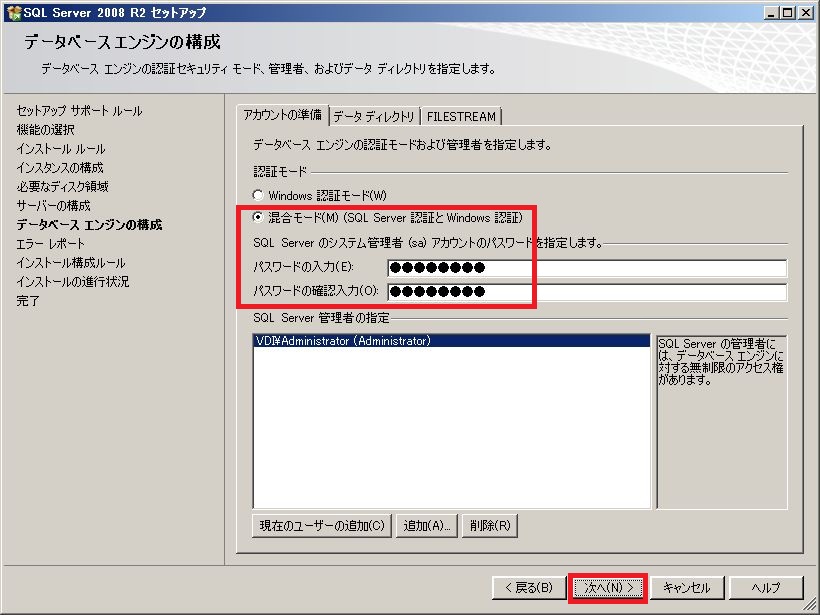 SQL Server 2008 R2 セットアップ
データベース エンジンの構成
データベース エンジンの認証セキュリティ モード、管理者、およびデータ ディレクトリを指定します。
セットアップ サポート ルール
機能の選択
インストール ルール
インスタンスの構成
必要なディスク領域
サーバーの構成
データベース エンジンの構成
エラー レポート
インストール構成ルール
インストールの進行状況
完了
アカウントの準備 データ ディレクトリ FILESTREAM
データベース エンジンの認証モードおよび管理者を指定します。
認証モード
Windows 認証モード(W)
混合モード(M) (SQL Server 認証と Windows 認証)
SQL Server のシステム管理者 (sa) アカウントのパスワードを指定します。
パスワードの入力(E): ●●●●●●●●
パスワードの確認入力(O): ●●●●●●●●
SQL Server 管理者の指定
VDI¥Administrator (Administrator)
SQL Server の管理者に
は、データベース エンジンに
対する無制限のアクセス権
があります。
現在のユーザーの追加(C) 追加(A)... 削除(R)
< 戻る(B) 次へ(N) > キャンセル ヘルプ